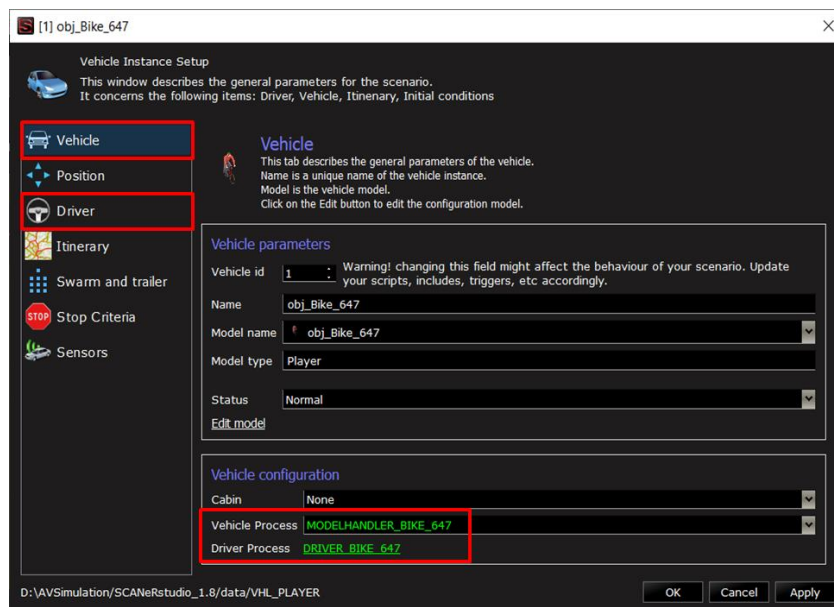 [1] obj_Bike_647
Vehicle Instance Setup
This window describes the general parameters for the scenario.
It concerns the following items: Driver, Vehicle, Itinenary, Initial conditions
Vehicle
Position
Driver
Itinerary
Swarm and trailer
STOP Stop Criteria
Sensors
Vehicle
This tab describes the general parameters of the vehicle.
Name is a unique name of the vehicle instance.
Model is the vehicle model.
Click on the Edit button to edit the configuration model.
Vehicle parameters
Vehicle id 1 Warning! changing this field might affect the behaviour of your scenario. Update
your scripts, includes, triggers, etc accordingly.
Name obj_Bike_647
Model name obj_Bike_647
Model type Player
Status Normal
Edit model
Vehicle configuration
Cabin None
Vehicle Process MODELHANDLER_BIKE_647
Driver Process DRIVER_BIKE_647
D:\AVSimulation/SCANeRstudio_1.8/data/VHL_PLAYER
OK Cancel Apply